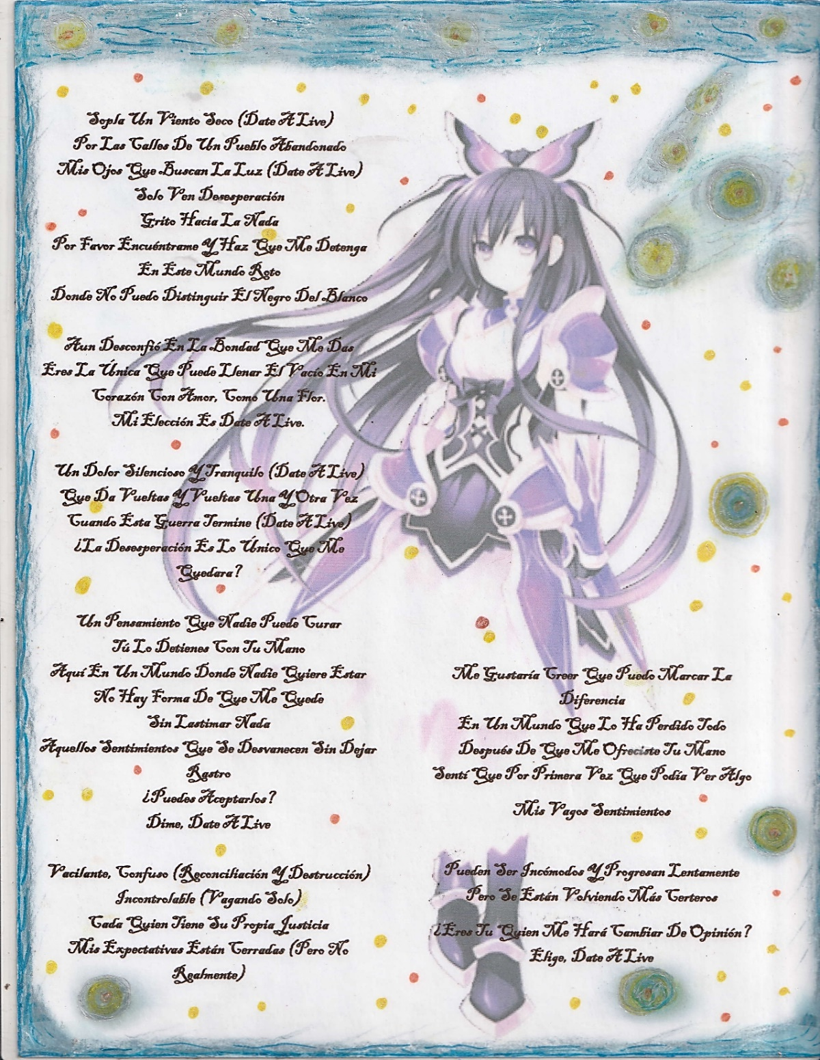 Sopla Un Viento Seco (Date A Live)
Por Las Calles De Un Pueblo Abandonado
Mis Ojos Que Buscan La Luz (Date A Live)
Solo Ven Desesperación
Grito Hacia La Nada
Por Favor Encuéntrame Y Haz Que Me Detenga
En Este Mundo Roto
Donde No Puedo Distinguir El Negro Del Blanco
Aun Desconfió En La Bondad Que Me Das
Eres La Única Que Puede Llenar El Vacío En Mi
Corazón Con Amor, Como Una Flor.
Mi Elección Es Date A Live.
Un Dolor Silencioso Y Tranquilo (Date A Live)
Que Da Vueltas Y Vueltas Una Y Otra Vez
Cuando Esta Guerra Termine (Date A Live)
¿La Desesperación Es Lo Único Que Me
Quedara?
Un Pensamiento Que Nadie Puede Curar
Tú Lo Detienes Con Tu Mano
Aquí En Un Mundo Donde Nadie Quiere Estar
No Hay Forma De Que Me Quede
Sin Lastimar Nada
Aquellos Sentimientos Que Se Desvanecen Sin Dejar
Rastro
¿Puedes Aceptarlos?
Dime, Date A Live
Vacilante, Confuso (Reconciliación Y Destrucción)
Incontrolable (Vagando Solo)
Cada Quien Tiene Su Propia Justicia
Mis Expectativas Están Cerradas (Pero No
Realmente)
Me Gustaría Creer Que Puedo Marcar La
Diferencia
En Un Mundo Que Lo Ha Perdido Todo
Después De Que Me Ofreciste Tu Mano
Sentí Que Por Primera Vez Que Podía Ver Algo
Mis Vagos Sentimientos
Pueden Ser Incómodos Y Progresan Lentamente
Pero Se Están Volviendo Más Certeros
¿Eres Tu Quien Me Hará Cambiar De Opinión?
Elige, Date A Live